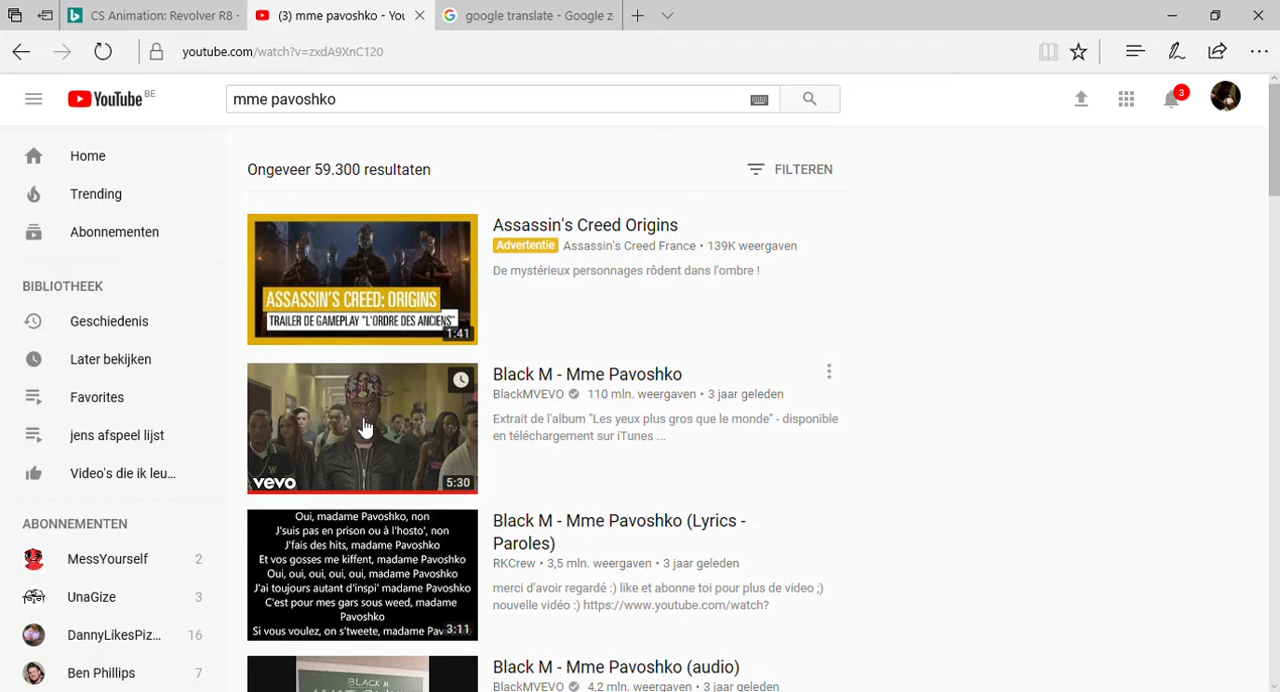 CS Animation: Revolver R8 -
(3) mme pavoshko - You
google translate - Google z
youtube.com/watch?v=zxdA9XnC120
YouTube BE
mme pavoshko
3
Home
Trending
Abonnementen
BIBLIOTHEEK
Geschiedenis
Later bekijken
Favorites
jens afspeel lijst
Video's die ik leu...
ABONNEMENTEN
MessYourself 2
UnaGize 3
DannyLikesPiz... 16
Ben Phillips 7
Ongeveer 59.300 resultaten
FILTEREN
ASSASSIN'S CREED: ORIGINS
TRAILER DE GAMEPLAY "L'ORDRE DES ANCIENS"
1:41
Assassin's Creed Origins
Advertentie Assassin's Creed France • 139K weergaven
De mystérieux personnages rôdent dans l'ombre !
vevo
5:30
Black M - Mme Pavoshko
BlackMVEVO 110 mln. weergaven • 3 jaar geleden
Extrait de l'album "Les yeux plus gros que le monde" - disponible
en téléchargement sur iTunes ...
Oui, madame Pavoshko, non
J'suis pas en prison ou à l'hosto', non
J'fais des hits, madame Pavoshko
Et vos gosses me kiffent, madame Pavoshko
Oui, oui, oui, oui, oui, madame Pavoshko
J'ai toujours autant d'inspi' madame Pavoshko
C'est pour mes gars sous weed, madame
Pavoshko
Si vous voulez, on s'tweete, madame
3:11
Black M - Mme Pavoshko (Lyrics -
Paroles)
RKCrew • 3,5 mln. weergaven • 3 jaar geleden
merci d'avoir regardé :) like et abonne toi pour plus de video ;)
nouvelle vidéo :) https://www.youtube.com/watch?
Black M - Mme Pavoshko (audio)
BlackMVEVO 4,2 mln. weergaven • 3 jaar geleden